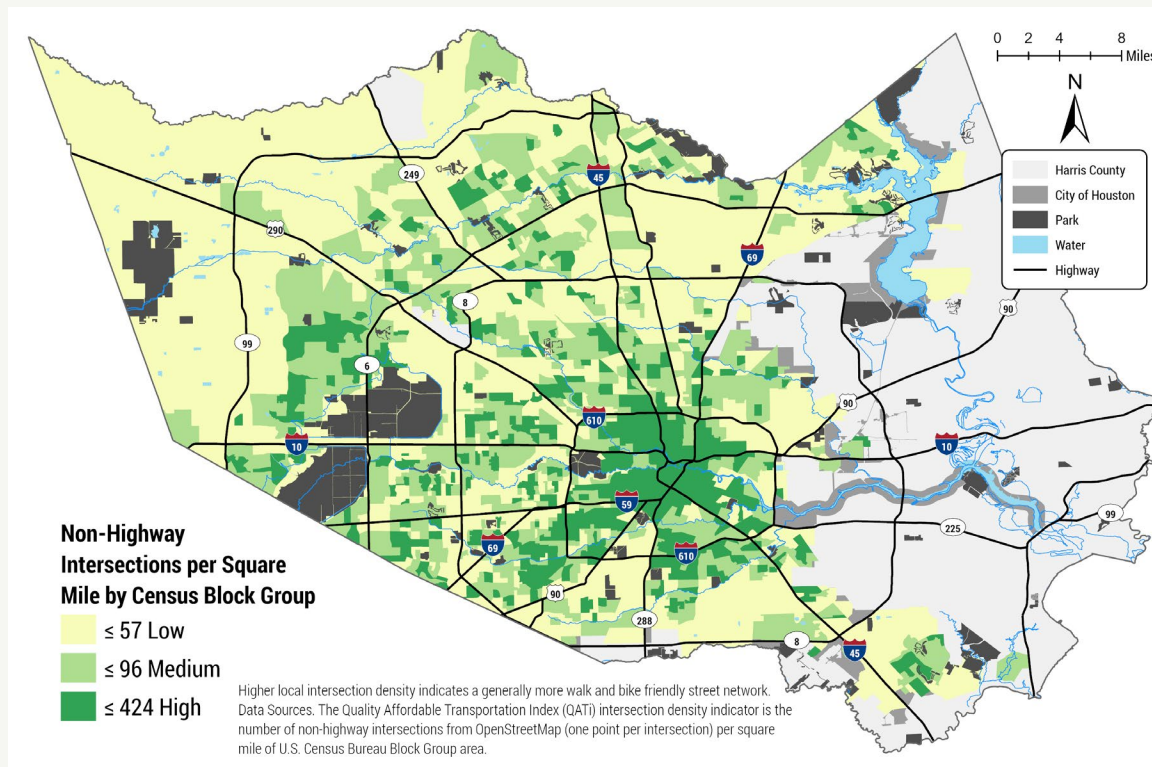 0 2 4 8
Miles
N
Harris County
City of Houston
Park
Water
Highway
249
45
290
69
8
90
99
6
610
90
10
10
59
99
225
69
610
90
288
8
45
Non-Highway
Intersections per Square
Mile by Census Block Group
≤ 57 Low
≤ 96 Medium
≤ 424 High
Higher local intersection density indicates a generally more walk and bike friendly street network.
Data Sources. The Quality Affordable Transportation Index (QATi) intersection density indicator is the
number of non-highway intersections from OpenStreetMap (one point per intersection) per square
mile of U.S. Census Bureau Block Group area.